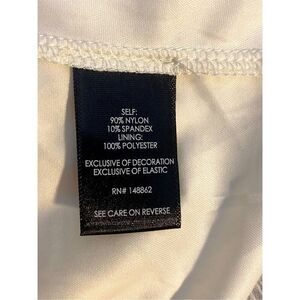 SELF:
90% NYLON
10% SPANDEX
LINING:
100% POLYESTER
EXCLUSIVE OF DECORATION
EXCLUSIVE OF ELASTIC
RN# 148862
SEE CARE ON REVERSE